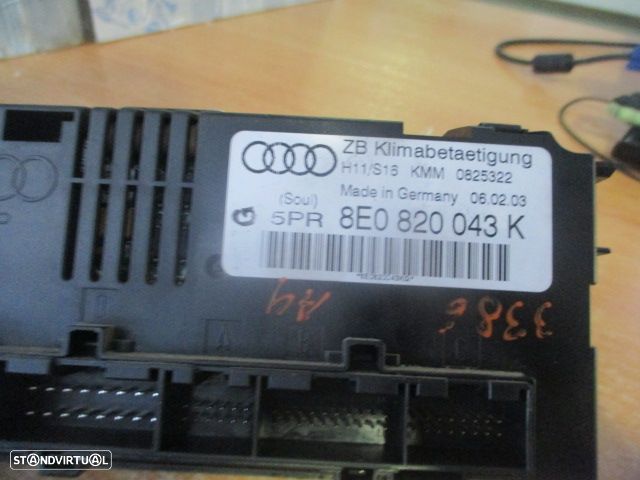 ZB Klimabetaetigung
H11/S18 KMM 0825322
Made in Germany 06.02.03
(Soul)
G 5PR 8E0 820 043 K
A4
3386
D
A
B
C
STANDVIRTUAL